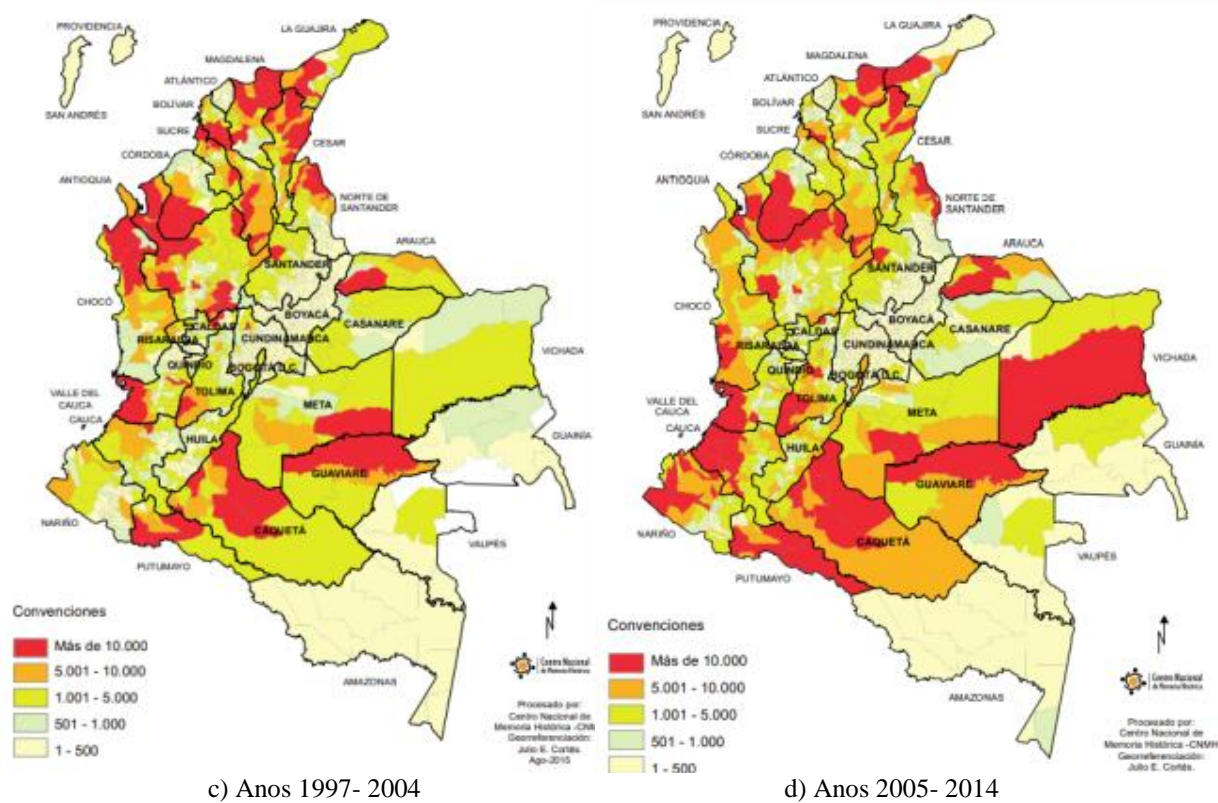 PROVIDENCIA
SAN ANDRÉS
LA GUAJIRA
MAGDALENA
ATLÁNTICO
BOLÍVAR
SUCRE
CESAR
CÓRDOBA
ANTIOQUIA
NORTE DE
SANTANDER
ARAUCA
SANTANDER
CHOCÓ
BOYACÁ
CASANARE
CALDAS
RISARALDA
CUNDINAMARCA
VICHADA
QUINDIO
BOGOTÁ D.C.
TOLIMA
VALLE DEL
CAUCA
META
CAUCA
GUAINÍA
HUILA
GUAVIARE
NARIÑO
CAQUETÁ
VAUPÉS
PUTUMAYO
AMAZONAS
Convenciones
Más de 10.000
5.001 - 10.000
1.001 - 5.000
501 - 1.000
1 - 500
N
Centro Nacional
de Memoria Histórica
Procesado por:
Centro Nacional de
Memoria Histórica -CNM
Georreferenciación:
Julio E. Cortés.
Ago-2015
c) Anos 1997- 2004
PROVIDENCIA
SAN ANDRÉS
LA GUAJIRA
MAGDALENA
ATLÁNTICO
BOLÍVAR
SUCRE
CESAR
CÓRDOBA
ANTIOQUIA
NORTE DE
SANTANDER
ARAUCA
SANTANDER
CHOCÓ
BOYACÁ
CASANARE
CALDAS
RISARALDA
CUNDINAMARCA
VICHADA
QUINDIO
BOGOTÁ D.C.
TOLIMA
VALLE DEL
CAUCA
META
CAUCA
GUAINÍA
HUILA
GUAVIARE
NARIÑO
CAQUETÁ
VAUPÉS
PUTUMAYO
AMAZONAS
Convenciones
Más de 10.000
5.001 - 10.000
1.001 - 5.000
501 - 1.000
1 - 500
N
Centro Nacional
de Memoria Histórica
Procesado por:
Centro Nacional de
Memoria Histórica -CNMH
Georreferenciación:
Julio E. Cortés.
d) Anos 2005- 2014